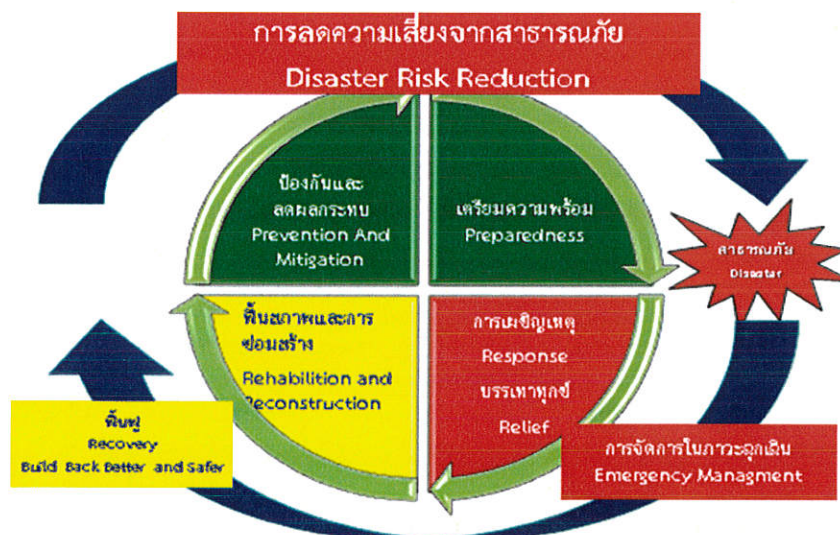 การลดความเสี่ยงจากสาธารณภัย
Disaster Risk Reduction
ป้องกันและ
ลดผลกระทบ
Prevention And
Mitigation
เตรียมความพร้อม
Preparedness
สาธารณภัย
Disaster
ฟื้นสภาพและการ
ซ่อมสร้าง
Rehabilition and
Reconstruction
การเผชิญเหตุ
Response
บรรเทาทุกข์
Relief
ฟื้นฟู
Recovery
Build Back Better and Safer
การจัดการในภาวะฉุกเฉิน
Emergency Managment